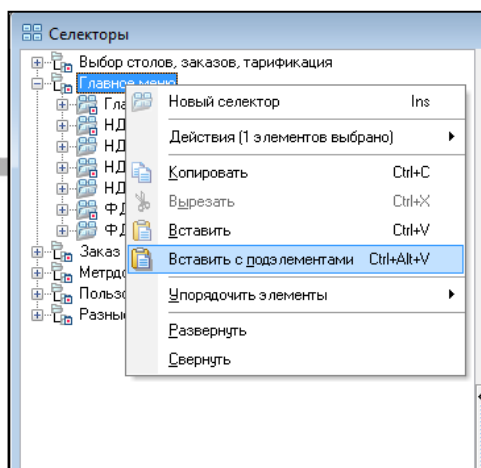 Селекторы
Выбор столов, заказов, тарификация
Главное меню
Гла
НД
НД
НД
НД
ФД
ФД
Заказ
Метрдо
Пользо
Разны
Новый селектор Ins
Действия (1 элементов выбрано)
Копировать Ctrl+C
Вырезать Ctrl+X
Вставить Ctrl+V
Вставить с подэлементами Ctrl+Alt+V
Упорядочить элементы
Развернуть
Свернуть